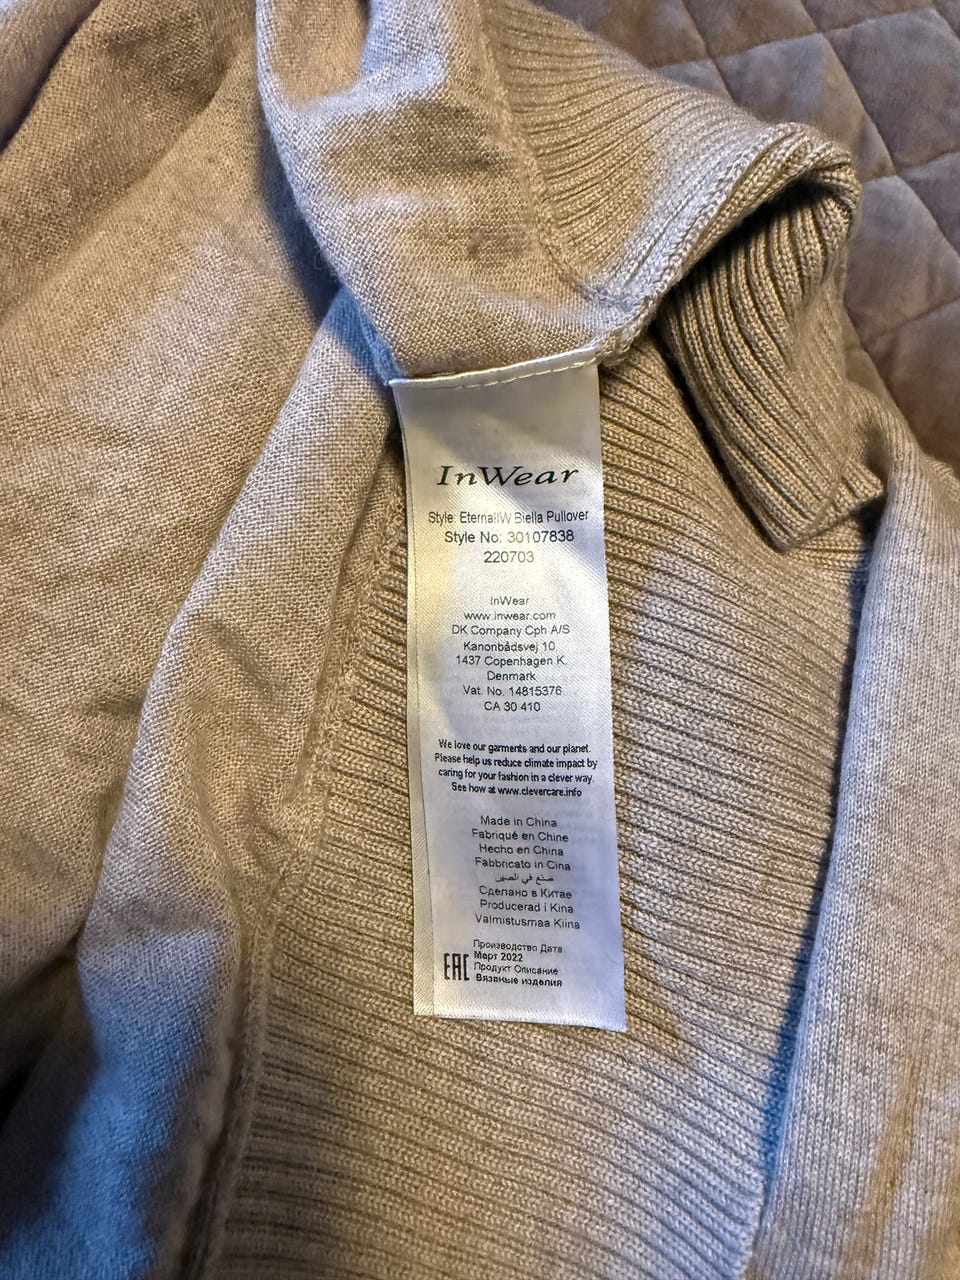 InWear
Style: EternalIW Biella Pullover
Style No: 30107838
220703
InWear
www.inwear.com
DK Company Cph A/S
Kanonbådsvej 10
1437 Copenhagen K.
Denmark
Vat. No. 14815376
CA 30 410
We love our garments and our planet.
Please help us reduce climate impact by
caring for your fashion in a clever way.
See how at www.clevercare.info
Made in China
Fabriqué en Chine
Hecho en China
Fabbricato in Cina
صنع في الصين
Сделано в Китае
Producerad i Kina
Valmistusmaa Kiina
EAC
Производство Дата
Март 2022
Продукт Описание
Вязаные изделия